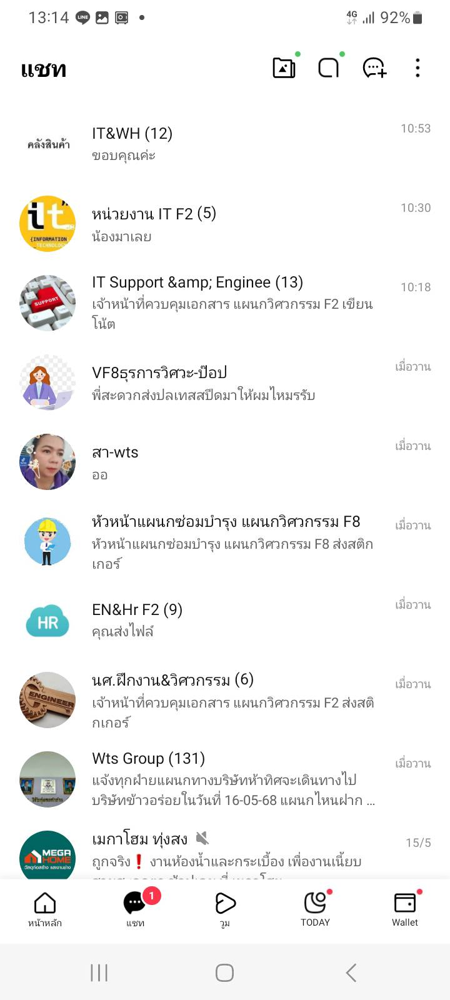 13:14
LINE
4G
92%
แชท
คลังสินค้า
IT&WH (12)
10:53
ขอบคุณค่ะ
it
{INFORMATION
TECHNOLOGY
หน่วยงาน IT F2 (5)
10:30
น้องมาเลย
SUPPORT
IT Support &amp; Enginee (13)
10:18
เจ้าหน้าที่ควบคุมเอกสาร แผนกวิศวกรรม F2 เขียน
โน้ต
VF8ธุรการวิศวะ-ป๊อป
เมื่อวาน
พี่สะดวกส่งปลเทสสปีดมาให้ผมไหมรรับ
สา-wts
เมื่อวาน
ออ
หัวหน้าแผนกซ่อมบำรุง แผนกวิศวกรรม F8
เมื่อวาน
หัวหน้าแผนกซ่อมบำรุง แผนกวิศวกรรม F8 ส่งสติก
เกอร์
HR
EN&Hr F2 (9)
เมื่อวาน
คุณส่งไฟล์
ENGINEER
นศ.ฝึกงาน&วิศวกรรม (6)
เมื่อวาน
เจ้าหน้าที่ควบคุมเอกสาร แผนกวิศวกรรม F2 ส่งสติ
กเกอร์
Wts Group (131)
เมื่อวาน
แจ้งทุกฝ่ายแผนกทางบริษัทห้าทิศจะเดินทางไป
บริษัทข้าวอร่อยในวันที่ 16-05-68 แผนกไหนฝาก ...
MEGA
HOME
วัสดุก่อสร้าง และงานช่าง
เมกาโฮม ทุ่งสง
15/5
ถูกจริง❗ งานห้องน้ำและกระเบื้อง เพื่องานเนี้ยบ
1
หน้าหลัก
แชท
วูม
TODAY
Wallet